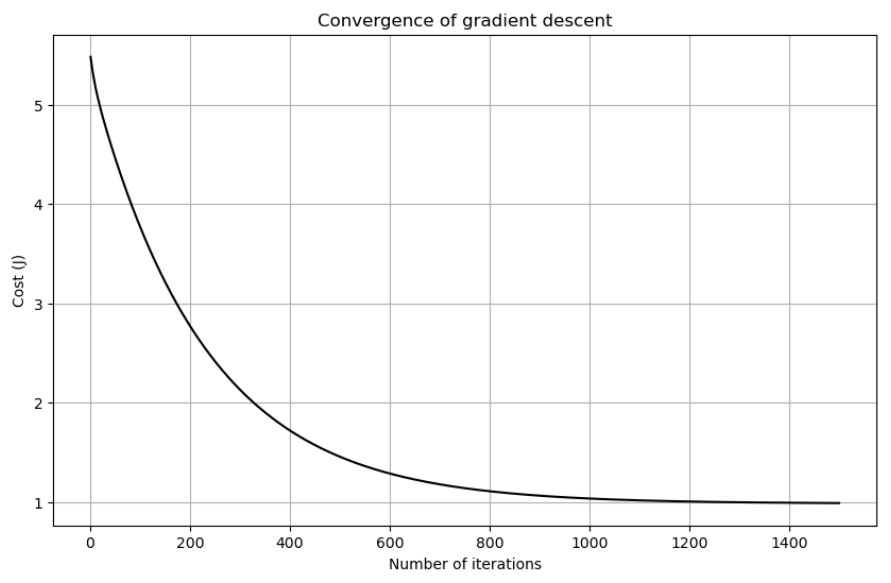 Convergence of gradient descent
Cost (J)
5
4
3
2
1
0 200 400 600 800 1000 1200 1400
Number of iterations